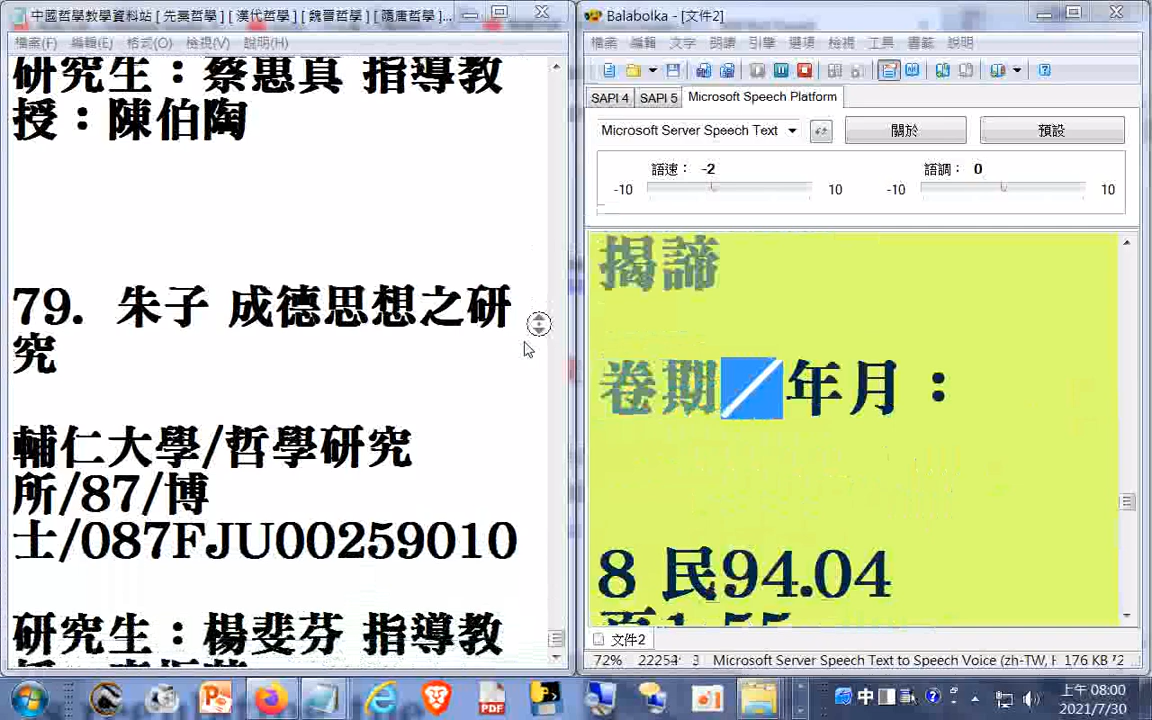 中國哲學教學資料站 [ 先秦哲學 ] [ 漢代哲學 ] [ 魏晉哲學 ] [ 隨唐哲學 ]...
檔案(F) 編輯(E) 格式(O) 檢視(V) 說明(H)
研究生：蔡惠真 指導教
授：陳伯陶
79. 朱子 成德思想之研
究
輔仁大學/哲學研究
所/87/博
士/087FJU00259010
研究生：楊斐芬 指導教
Balabolka - [文件2]
檔案 編輯 文字 朗讀 引擎 選項 檢視 工具 書籤 說明
SAPI 4 SAPI 5 Microsoft Speech Platform
Microsoft Server Speech Text 關於 預設
語速： -2 語調： 0
-10 10 -10 10
揭諦
卷期／年月：
8 民94.04
頁1-55
文件2
72% 22254 : 3 Microsoft Server Speech Text to Speech Voice (zh-TW, H 176 KB
中
上午 08:00
2021/7/30